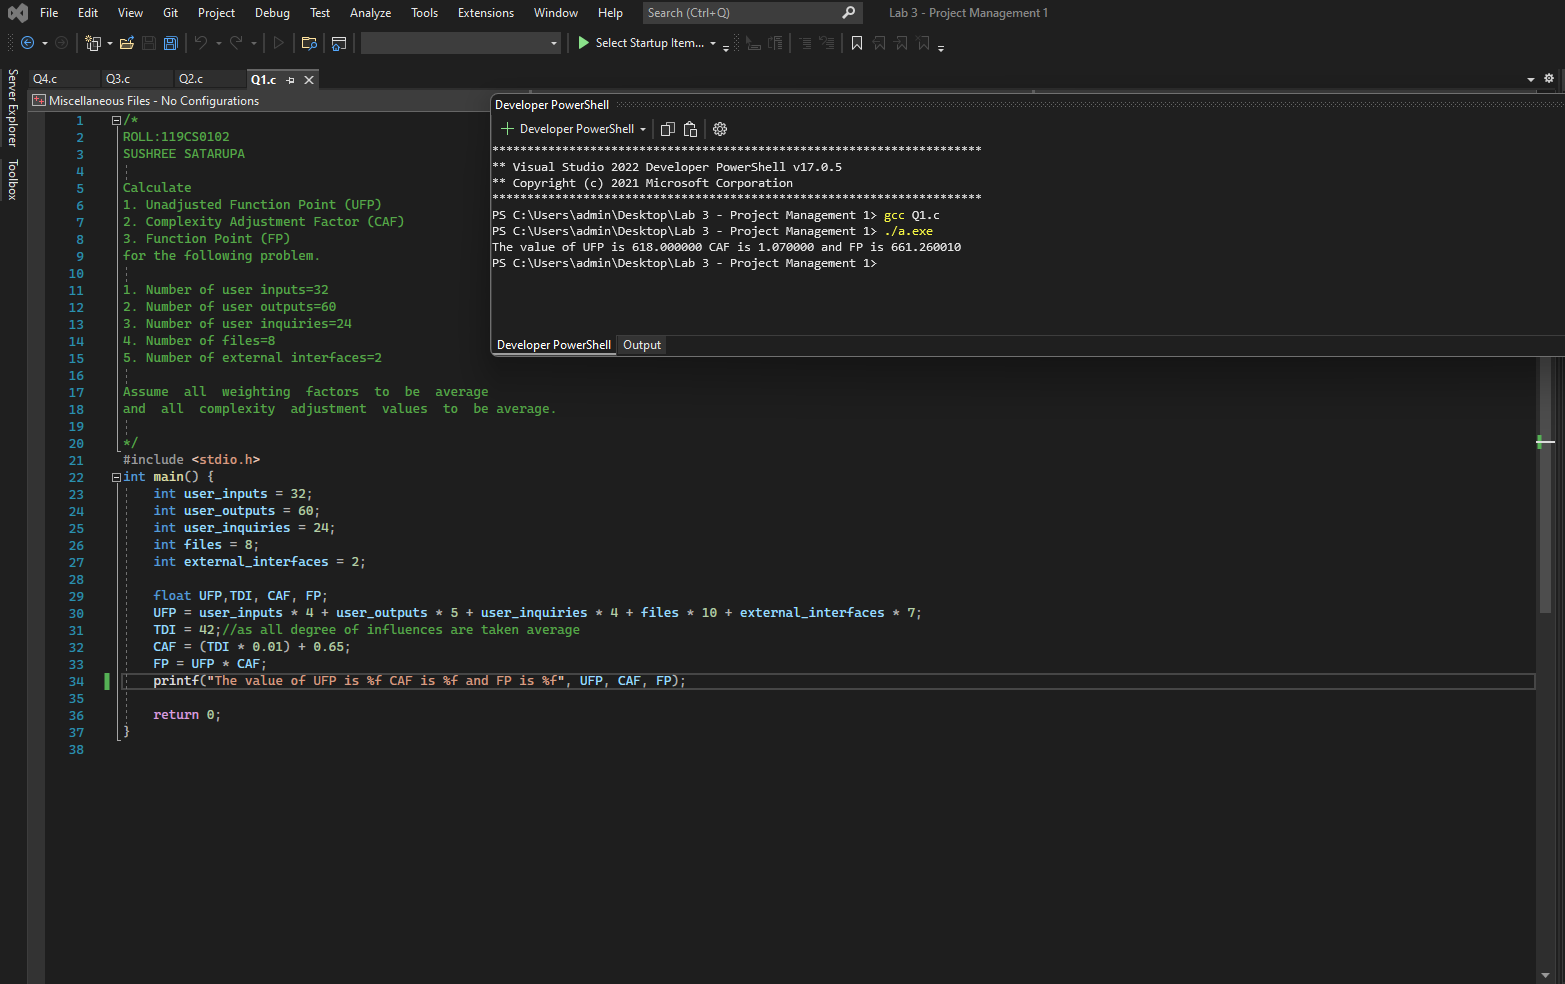 File Edit View Git Project Debug Test Analyze Tools Extensions Window Help Search (Ctrl+Q) Lab 3 - Project Management 1
Select Startup Item...
Server Explorer
Toolbox
Q4.c Q3.c Q2.c Q1.c
Miscellaneous Files - No Configurations
1 /*
2 ROLL:119CS0102
3 SUSHREE SATARUPA
4
5 Calculate
6 1. Unadjusted Function Point (UFP)
7 2. Complexity Adjustment Factor (CAF)
8 3. Function Point (FP)
9 for the following problem.
10
11 1. Number of user inputs=32
12 2. Number of user outputs=60
13 3. Number of user inquiries=24
14 4. Number of files=8
15 5. Number of external interfaces=2
16
17 Assume all weighting factors to be average
18 and all complexity adjustment values to be average.
19
20 */
21 #include <stdio.h>
22 int main() {
23 int user_inputs = 32;
24 int user_outputs = 60;
25 int user_inquiries = 24;
26 int files = 8;
27 int external_interfaces = 2;
28
29 float UFP,TDI, CAF, FP;
30 UFP = user_inputs * 4 + user_outputs * 5 + user_inquiries * 4 + files * 10 + external_interfaces * 7;
31 TDI = 42;//as all degree of influences are taken average
32 CAF = (TDI * 0.01) + 0.65;
33 FP = UFP * CAF;
34 printf("The value of UFP is %f CAF is %f and FP is %f", UFP, CAF, FP);
35
36 return 0;
37 }
38
Developer PowerShell
Developer PowerShell
**********************************************************************
** Visual Studio 2022 Developer PowerShell v17.0.5
** Copyright (c) 2021 Microsoft Corporation
**********************************************************************
PS C:\Users\admin\Desktop\Lab 3 - Project Management 1> gcc Q1.c
PS C:\Users\admin\Desktop\Lab 3 - Project Management 1> ./a.exe
The value of UFP is 618.000000 CAF is 1.070000 and FP is 661.260010
PS C:\Users\admin\Desktop\Lab 3 - Project Management 1>
Developer PowerShell Output